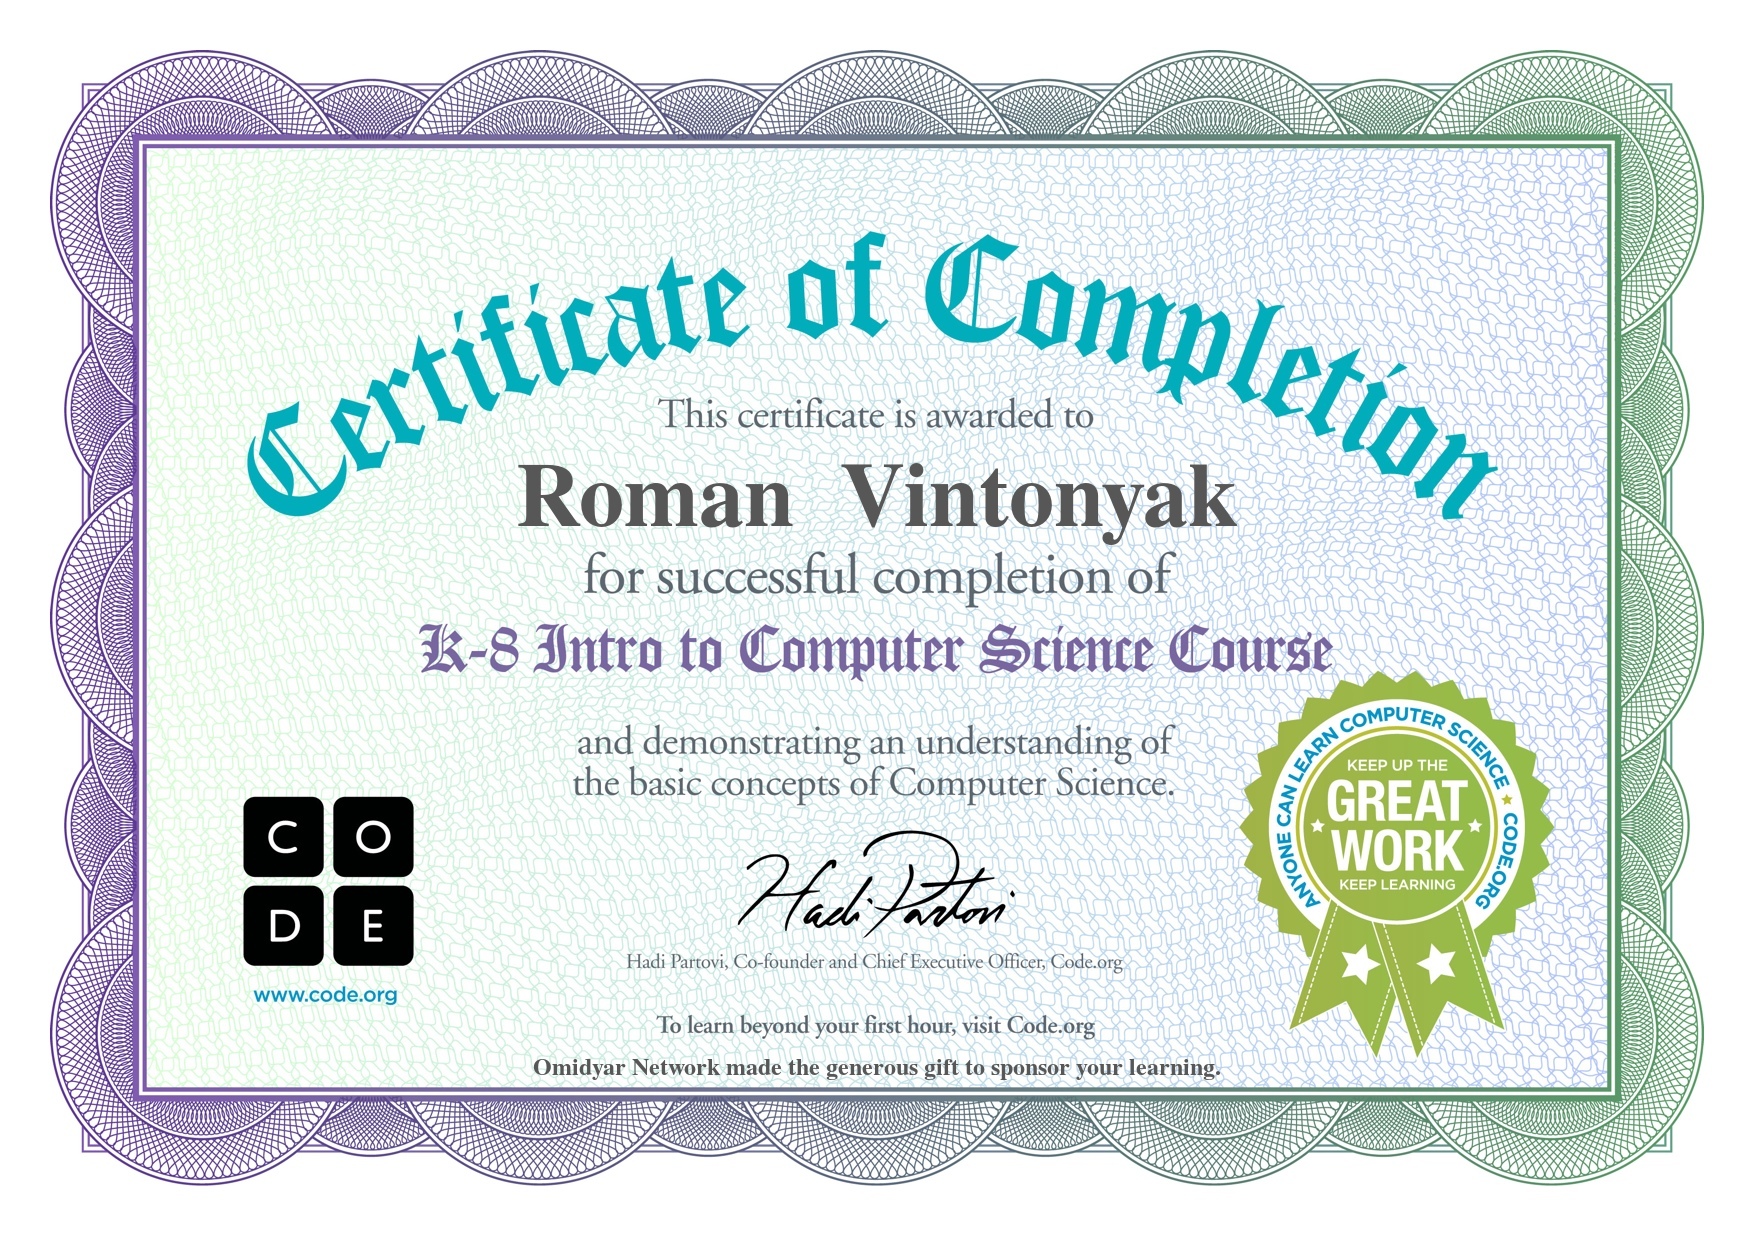 Certificate of Completion
This certificate is awarded to
Roman Vintonyak
for successful completion of
K-8 Intro to Computer Science Course
and demonstrating an understanding of
the basic concepts of Computer Science.
C O
D E
www.code.org
Hadi Partovi
Hadi Partovi, Co-founder and Chief Executive Officer, Code.org
To learn beyond your first hour, visit Code.org
Omidyar Network made the generous gift to sponsor your learning.
ANYONE CAN LEARN COMPUTER SCIENCE ★ CODE.ORG
KEEP UP THE
GREAT
WORK
KEEP LEARNING